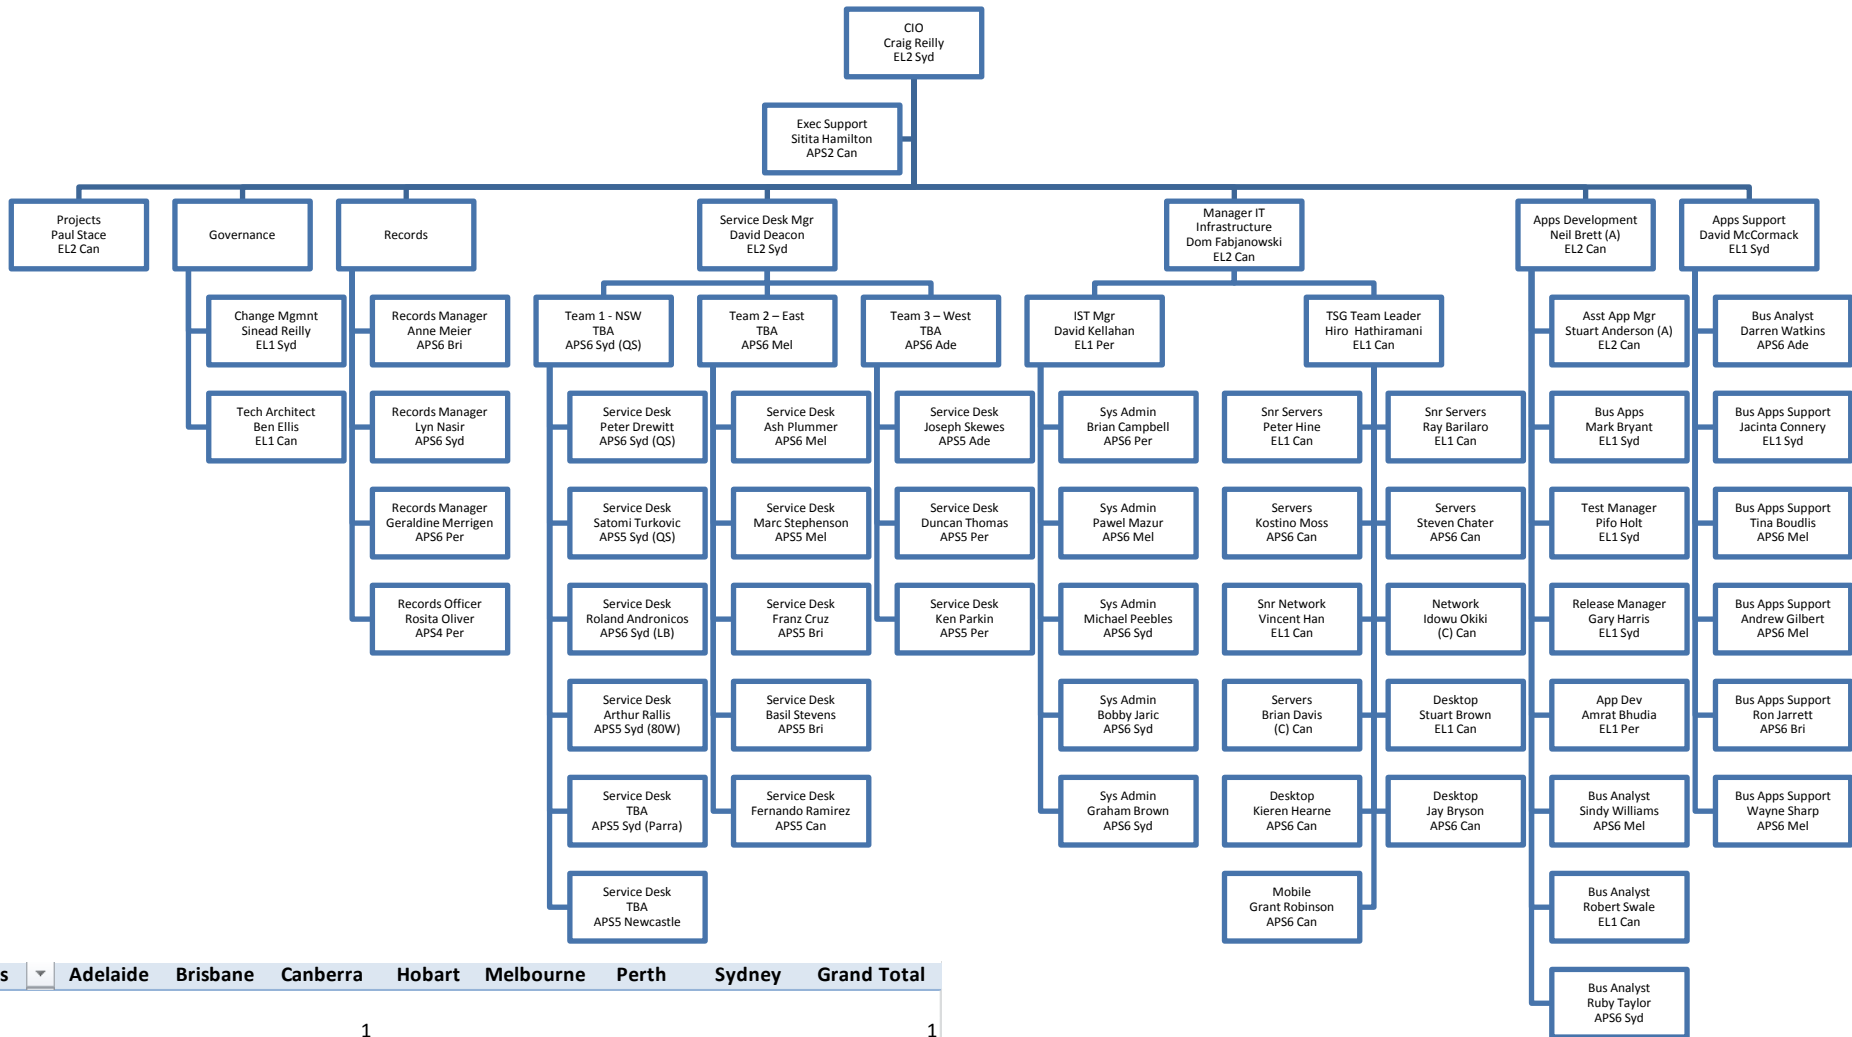 CIO
Craig Reilly
EL2 Syd
Exec Support
Sitita Hamilton
APS2 Can
Projects
Paul Stace
EL2 Can
Governance
Records
Service Desk Mgr
David Deacon
EL2 Syd
Manager IT
Infrastructure
Dom Fabjanowski
EL2 Can
Apps Development
Neil Brett (A)
EL2 Can
Apps Support
David McCormack
EL1 Syd
Change Mgmnt
Sinead Reilly
EL1 Syd
Tech Architect
Ben Ellis
EL1 Can
Records Manager
Anne Meier
APS6 Bri
Records Manager
Lyn Nasir
APS6 Syd
Records Manager
Geraldine Merrigen
APS6 Per
Records Officer
Rosita Oliver
APS4 Per
Team 1 - NSW
TBA
APS6 Syd (QS)
Service Desk
Peter Drewitt
APS6 Syd (QS)
Service Desk
Satomi Turkovic
APS5 Syd (QS)
Service Desk
Roland Andronicos
APS6 Syd (LB)
Service Desk
Arthur Rallis
APS5 Syd (80W)
Service Desk
TBA
APS5 Syd (Parra)
Service Desk
TBA
APS5 Newcastle
Team 2 – East
TBA
APS6 Mel
Service Desk
Ash Plummer
APS6 Mel
Service Desk
Marc Stephenson
APS5 Mel
Service Desk
Franz Cruz
APS5 Bri
Service Desk
Basil Stevens
APS5 Bri
Service Desk
Fernando Ramirez
APS5 Can
Team 3 – West
TBA
APS6 Ade
Service Desk
Joseph Skewes
APS5 Ade
Service Desk
Duncan Thomas
APS5 Per
Service Desk
Ken Parkin
APS5 Per
IST Mgr
David Kellahan
EL1 Per
Sys Admin
Brian Campbell
APS6 Per
Sys Admin
Pawel Mazur
APS6 Mel
Sys Admin
Michael Peebles
APS6 Syd
Sys Admin
Bobby Jaric
APS6 Syd
Sys Admin
Graham Brown
APS6 Syd
TSG Team Leader
Hiro Hathiramani
EL1 Can
Snr Servers
Peter Hine
EL1 Can
Snr Servers
Ray Barilaro
EL1 Can
Servers
Kostino Moss
APS6 Can
Servers
Steven Chater
APS6 Can
Snr Network
Vincent Han
EL1 Can
Network
Idowu Okiki
(C) Can
Servers
Brian Davis
(C) Can
Desktop
Stuart Brown
EL1 Can
Desktop
Kieren Hearne
APS6 Can
Desktop
Jay Bryson
APS6 Can
Mobile
Grant Robinson
APS6 Can
Asst App Mgr
Stuart Anderson (A)
EL2 Can
Bus Apps
Mark Bryant
EL1 Syd
Test Manager
Pifo Holt
EL1 Syd
Release Manager
Gary Harris
EL1 Syd
App Dev
Amrat Bhudia
EL1 Per
Bus Analyst
Sindy Williams
APS6 Mel
Bus Analyst
Robert Swale
EL1 Can
Bus Analyst
Ruby Taylor
APS6 Syd
Bus Analyst
Darren Watkins
APS6 Ade
Bus Apps Support
Jacinta Connery
EL1 Syd
Bus Apps Support
Tina Boudlis
APS6 Mel
Bus Apps Support
Andrew Gilbert
APS6 Mel
Bus Apps Support
Ron Jarrett
APS6 Bri
Bus Apps Support
Wayne Sharp
APS6 Mel
s Adelaide Brisbane Canberra Hobart Melbourne Perth Sydney Grand Total
1 1